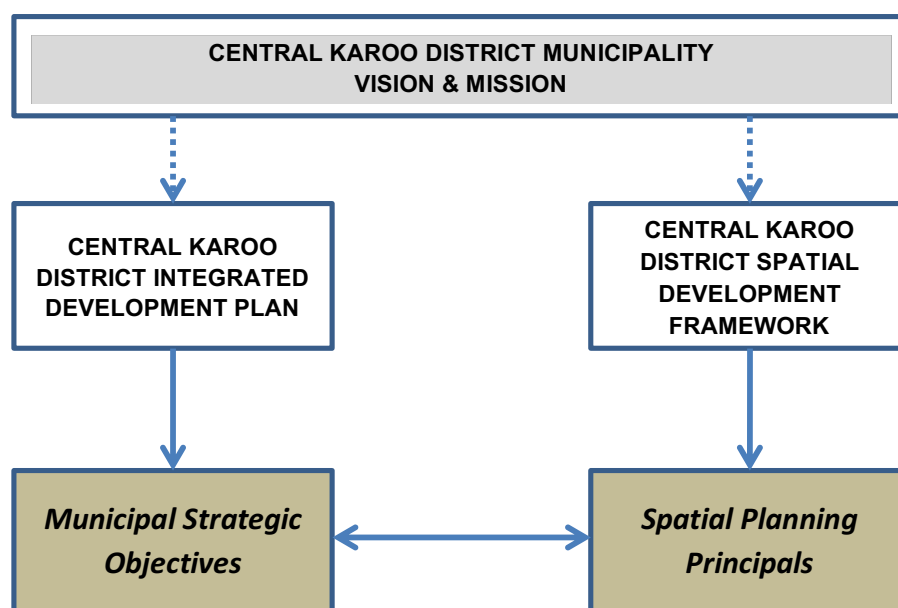 CENTRAL KAROO DISTRICT MUNICIPALITY
VISION & MISSION
CENTRAL KAROO
DISTRICT INTEGRATED
DEVELOPMENT PLAN
CENTRAL KAROO
DISTRICT SPATIAL
DEVELOPMENT
FRAMEWORK
Municipal Strategic
Objectives
Spatial Planning
Principals